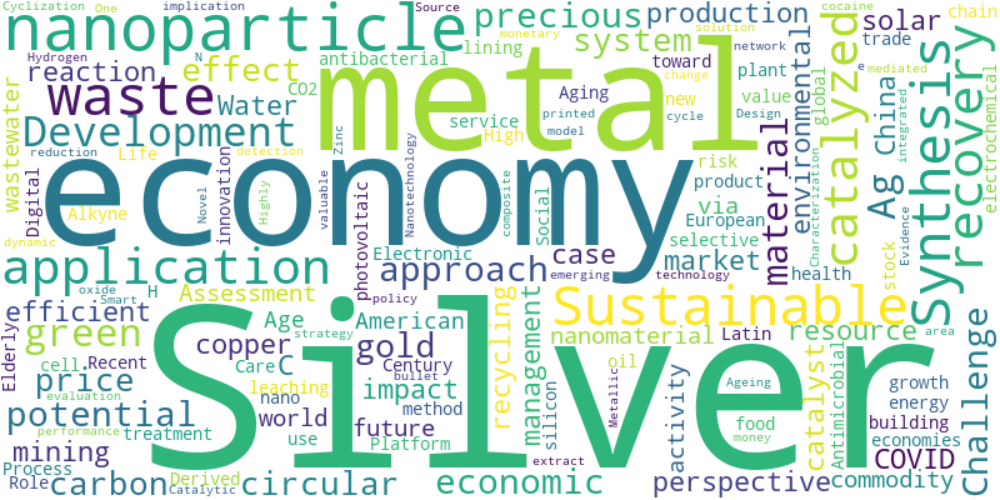 Cyclization
One
implication
Source
cocaine
nanoparticle
precious
production
solar
chain
Hydrogen
N
monetary
solution
system
network
trade
reaction
effect
antibacterial
lining
toward
e
mediated
waste
metal
catalyzed
Synthesis
recovery
wastewater
Water
CO2
Aging
new
plant
change
environmental
global
China
integrated
electrochemical
Development
service
High
printed
model
cycle
value
Design
Ag
reduction
Life
detection
Zinc
economy
risk
Digital
innovation
valuable
Nanotechnology
composite
Social
product
material
Characterization
Evidence
Alkyne
Novel
Highly
photovoltaic
via
European
dynamic
Electronic
case
selective
application
approach
emerging
technology
market
health
stock
oxide
Smart
H
Assessment
policy
efficient
Silver
Sustainable
green
Age
strategy
American
recycling
management
nanomaterial
Latin
resource
area
Elderly
cell
Recent
copper
Care
C
gold
Century
silicon
oil
Metallic
activity
catalyst
Antimicrobial
Challenge
price
evaluation
leaching
nano
impact
bullet
Ageing
growth
energy
potential
world
method
food
building
performance
treatment
use
future
money
economies
mining
Platform
COVID
Process
extract
Role
carbon
Derived
Catalytic
circular
economic
perspective
commodity